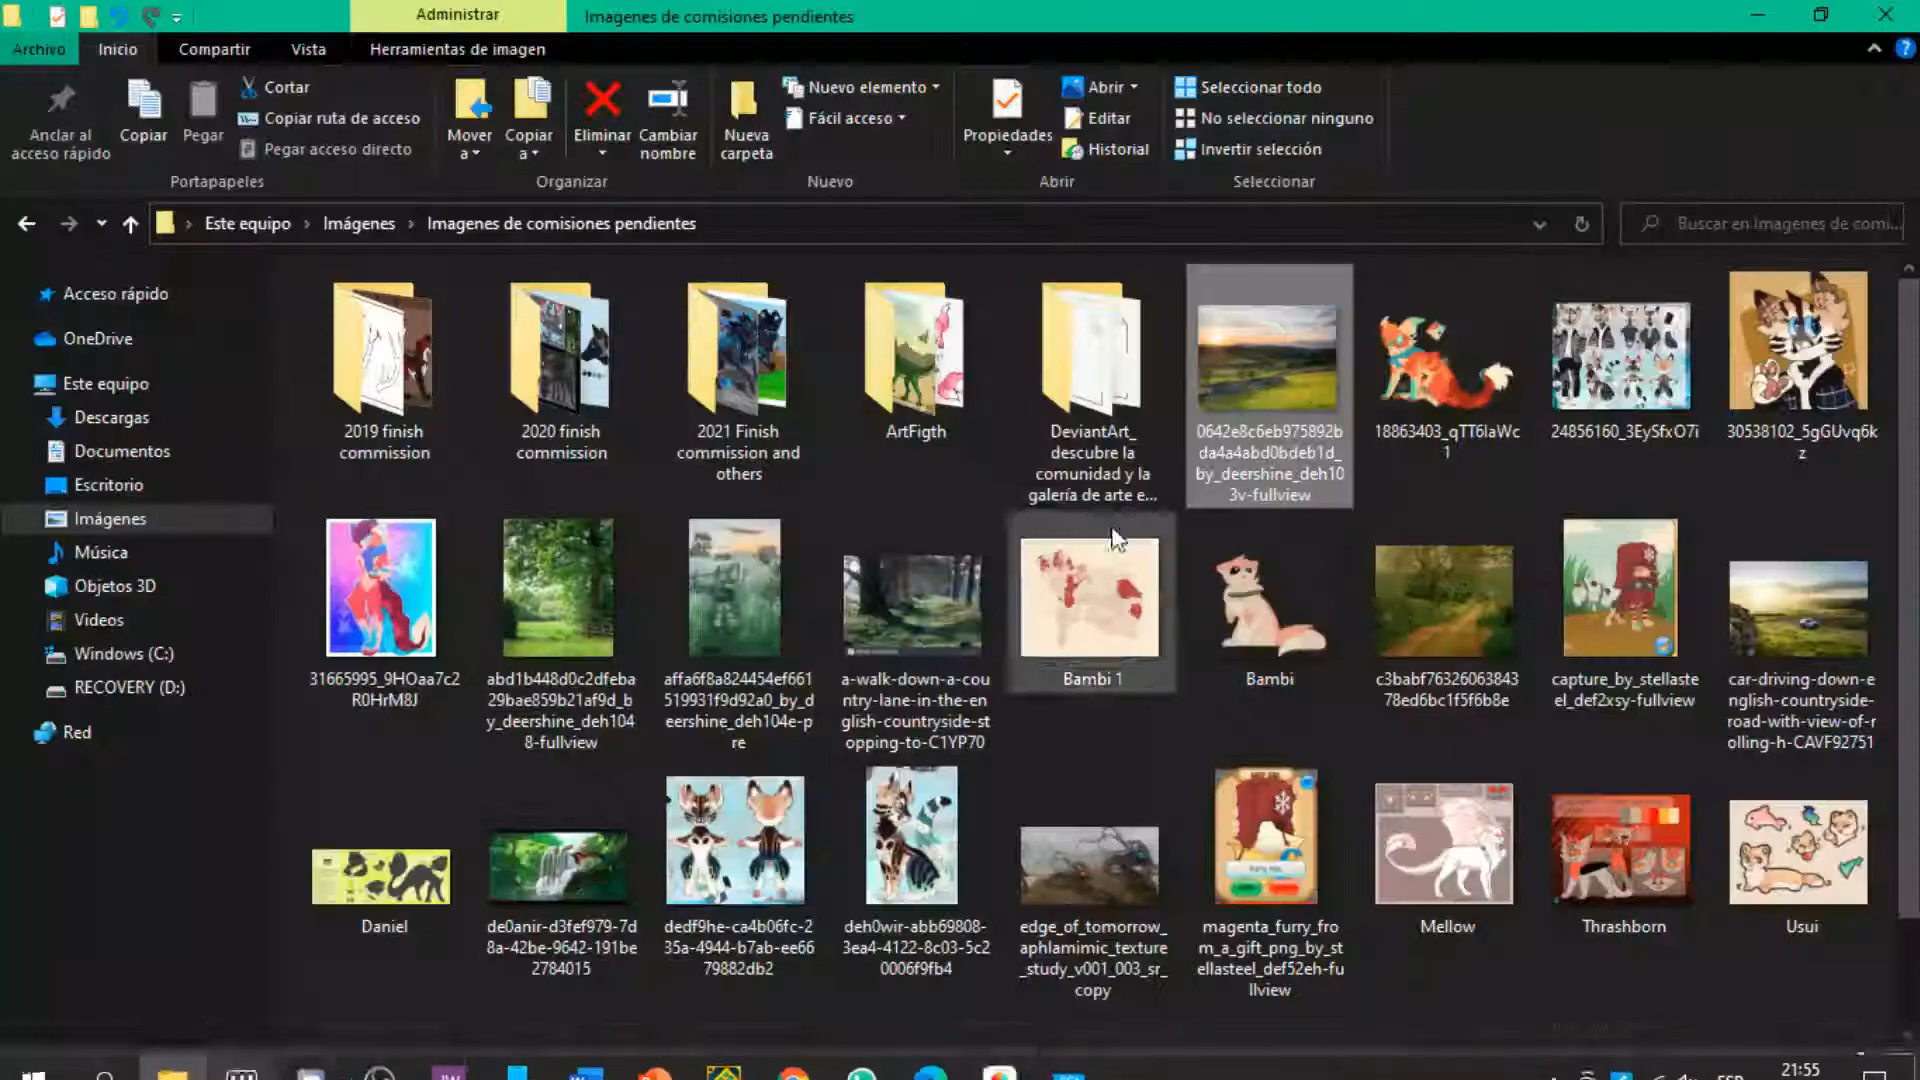 Administrar
Imagenes de comisiones pendientes
Archivo
Inicio
Compartir
Vista
Herramientas de imagen
Anclar al
acceso rápido
Copiar
Pegar
Cortar
Copiar ruta de acceso
Pegar acceso directo
Portapapeles
Mover
a
Copiar
a
Eliminar
Cambiar
nombre
Organizar
Nueva
carpeta
Nuevo elemento
Fácil acceso
Nuevo
Propiedades
Abrir
Editar
Historial
Abrir
Seleccionar todo
No seleccionar ninguno
Invertir selección
Seleccionar
Este equipo > Imágenes > Imagenes de comisiones pendientes
Buscar en Imagenes de comi...
Acceso rápido
OneDrive
Este equipo
Descargas
Documentos
Escritorio
Imágenes
Música
Objetos 3D
Videos
Windows (C:)
RECOVERY (D:)
Red
2019 finish
commission
2020 finish
commission
2021 Finish
commission and
others
ArtFigth
DeviantArt_
descubre la
comunidad y la
galería de arte e...
0642e8c6eb975892b
da4a4abd0bdeb1d_
by_deershine_deh10
3v-fullview
18863403_qTT6laWc
1
24856160_3EySfxO7i
30538102_5gGUvq6k
z
31665995_9HOaa7c2
R0HrM8J
abd1b448d0c2dfeba
29bae859b21af9d_b
y_deershine_deh104
8-fullview
affa6f8a824454ef661
519931f9d92a0_by_d
eershine_deh104e-p
re
a-walk-down-a-cou
ntry-lane-in-the-en
glish-countryside-st
opping-to-C1YP70
Bambi 1
Bambi
c3babf76326063843
78ed6bc1f5f6b8e
capture_by_stellaste
el_def2xsy-fullview
car-driving-down-e
nglish-countryside-
road-with-view-of-r
olling-h-CAVF92751
Daniel
de0anir-d3fef979-7d
8a-42be-9642-191be
2784015
dedf9he-ca4b06fc-2
35a-4944-b7ab-ee66
79882db2
deh0wir-abb69808-
3ea4-4122-8c03-5c2
0006f9fb4
edge_of_tomorrow_
aphlamimic_texture
_study_v001_003_sr_
copy
magenta_furry_fro
m_a_gift_png_by_st
ellasteel_def52eh-fu
llview
Mellow
Thrashborn
Usui
21:55